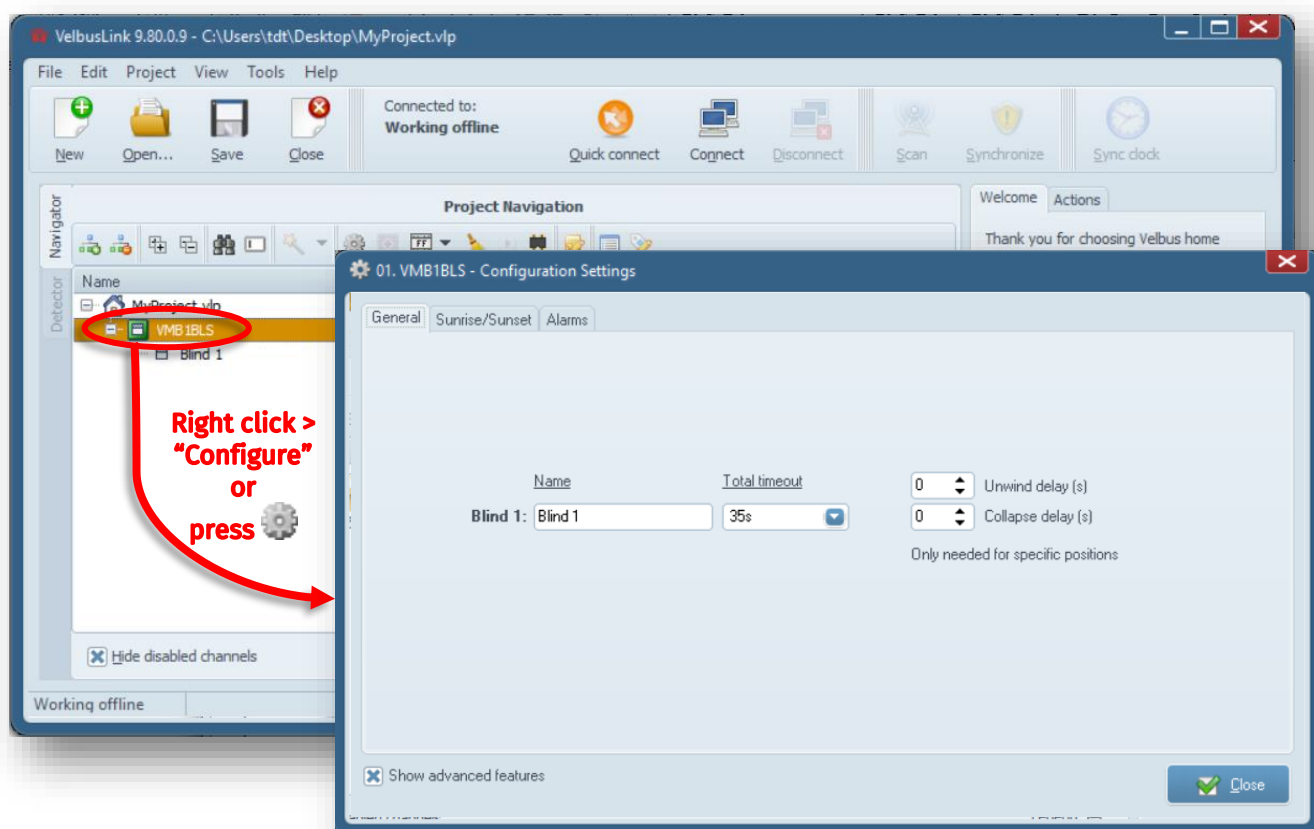 VelbusLink 9.80.0.9 - C:\Users\tdt\Desktop\MyProject.vlp
File Edit Project View Tools Help
New
Open...
Save
Close
Connected to:
Working offline
Quick connect
Connect
Disconnect
Scan
Synchronize
Sync clock
Navigator
Detector
Project Navigation
Welcome
Actions
Thank you for choosing Velbus home
FF
Name
MyProject.vlp
VMB1BLS
Blind 1
Right click >
“Configure”
or
press
Hide disabled channels
Working offline
01. VMB1BLS - Configuration Settings
General
Sunrise/Sunset
Alarms
Name
Total timeout
0 Unwind delay (s)
Blind 1: Blind 1 35s 0 Collapse delay (s)
Only needed for specific positions
Show advanced features
Close